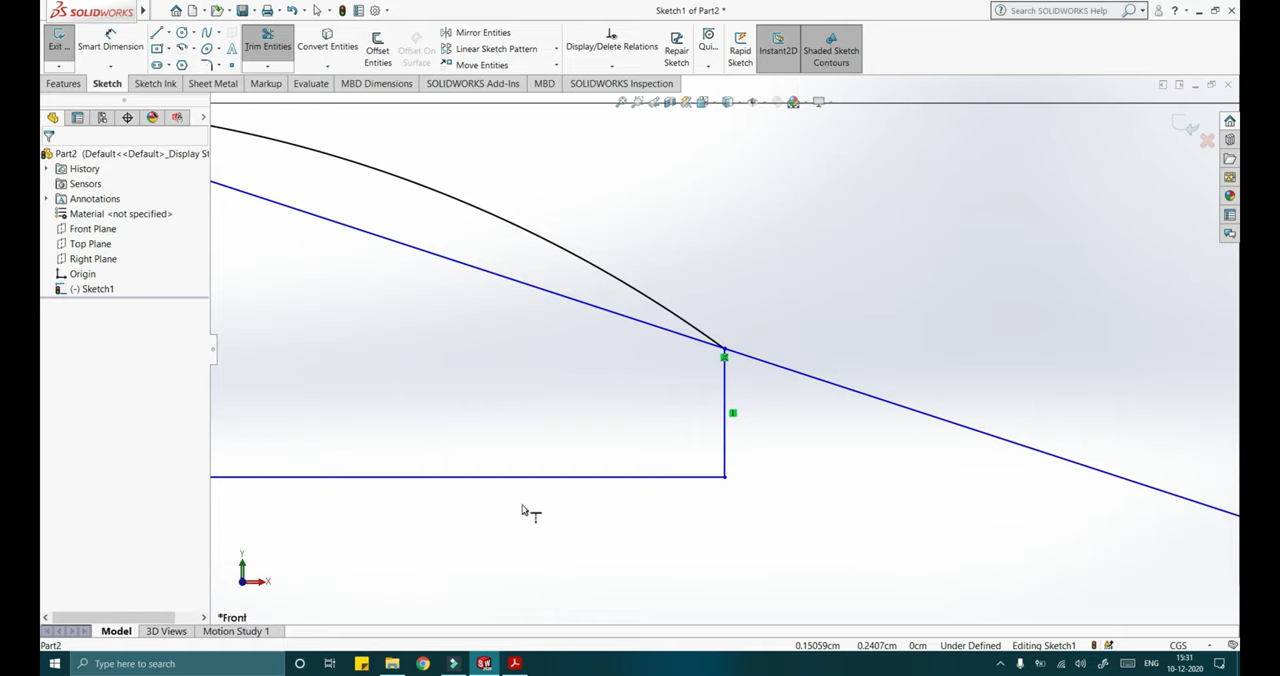 SOLIDWORKS
Sketch1 of Part2 *
Search SOLIDWORKS Help
Exit ...
Smart Dimension
Trim Entities
Convert Entities
Offset Entities
Offset On Surface
Mirror Entities
Linear Sketch Pattern
Move Entities
Display/Delete Relations
Repair Sketch
Qui...
Rapid Sketch
Instant2D
Shaded Sketch Contours
Features
Sketch
Sketch Ink
Sheet Metal
Markup
Evaluate
MBD Dimensions
SOLIDWORKS Add-Ins
MBD
SOLIDWORKS Inspection
Part2 (Default<<Default>_Display St
History
Sensors
Annotations
Material <not specified>
Front Plane
Top Plane
Right Plane
Origin
(-) Sketch1
Y
X
*Front
Model
3D Views
Motion Study 1
Part2
0.15059cm
0.2407cm
0cm
Under Defined
Editing Sketch1
CGS
Type here to search
ENG
15:31
10-12-2020